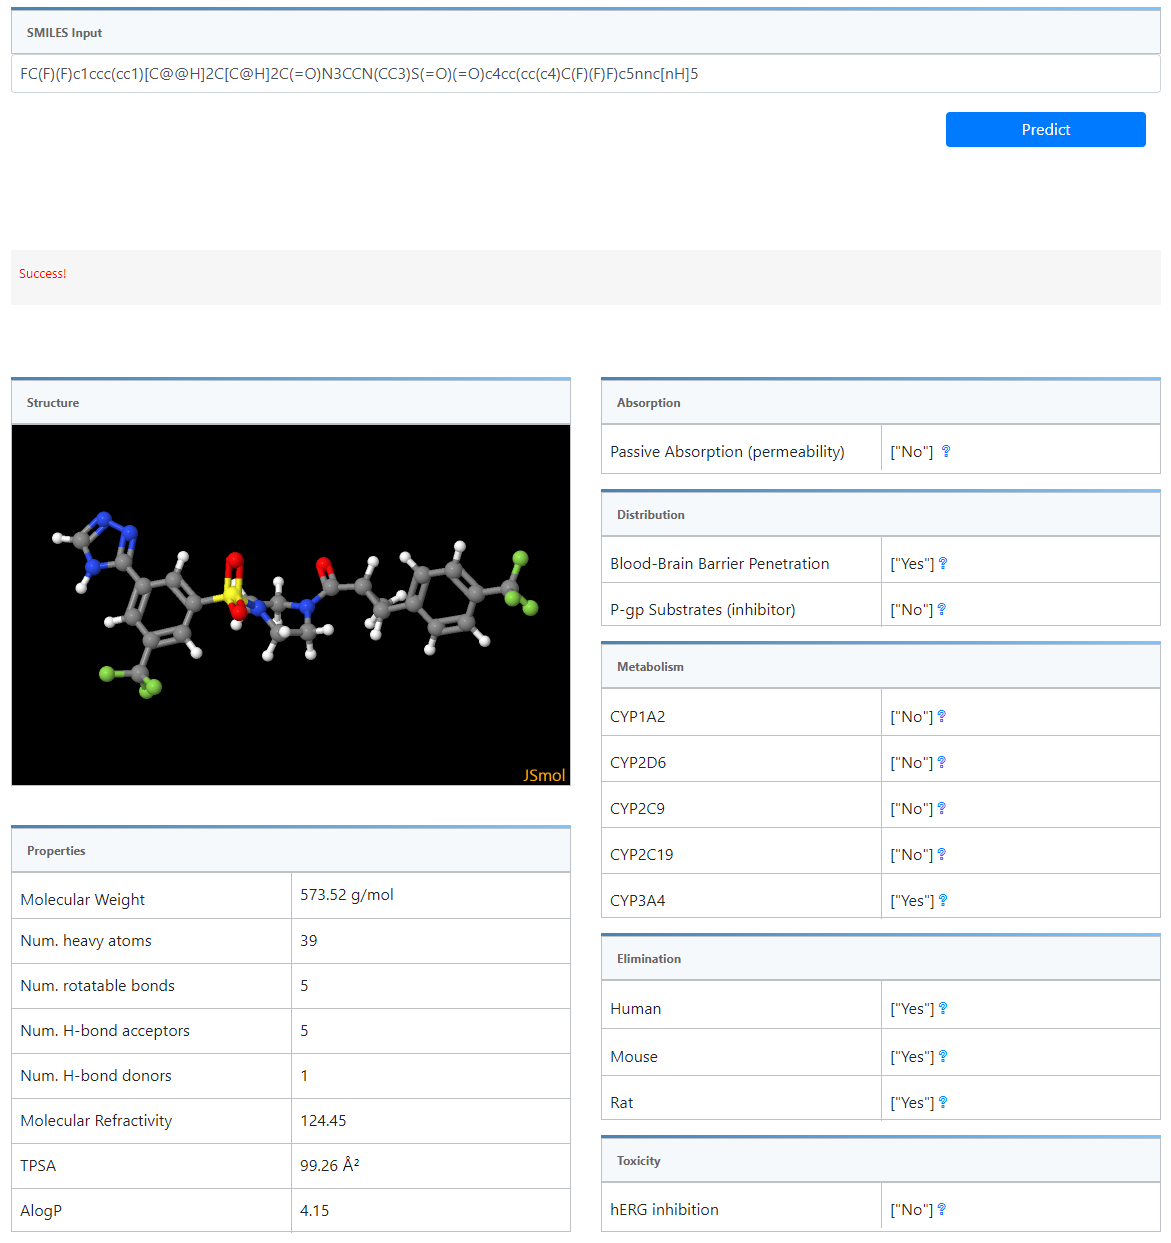 SMILES Input
FC(F)(F)c1ccc(cc1)[C@@H]2C[C@H]2C(=O)N3CCN(CC3)S(=O)(=O)c4cc(cc(c4)C(F)(F)F)c5nnc[nH]5
Predict
Success!
Structure
JSmol
Properties
Molecular Weight 573.52 g/mol
Num. heavy atoms 39
Num. rotatable bonds 5
Num. H-bond acceptors 5
Num. H-bond donors 1
Molecular Refractivity 124.45
TPSA 99.26 Å²
AlogP 4.15
Absorption
Passive Absorption (permeability) ["No"] ?
Distribution
Blood-Brain Barrier Penetration ["Yes"] ?
P-gp Substrates (inhibitor) ["No"] ?
Metabolism
CYP1A2 ["No"] ?
CYP2D6 ["No"] ?
CYP2C9 ["No"] ?
CYP2C19 ["No"] ?
CYP3A4 ["Yes"] ?
Elimination
Human ["Yes"] ?
Mouse ["Yes"] ?
Rat ["Yes"] ?
Toxicity
hERG inhibition ["No"] ?